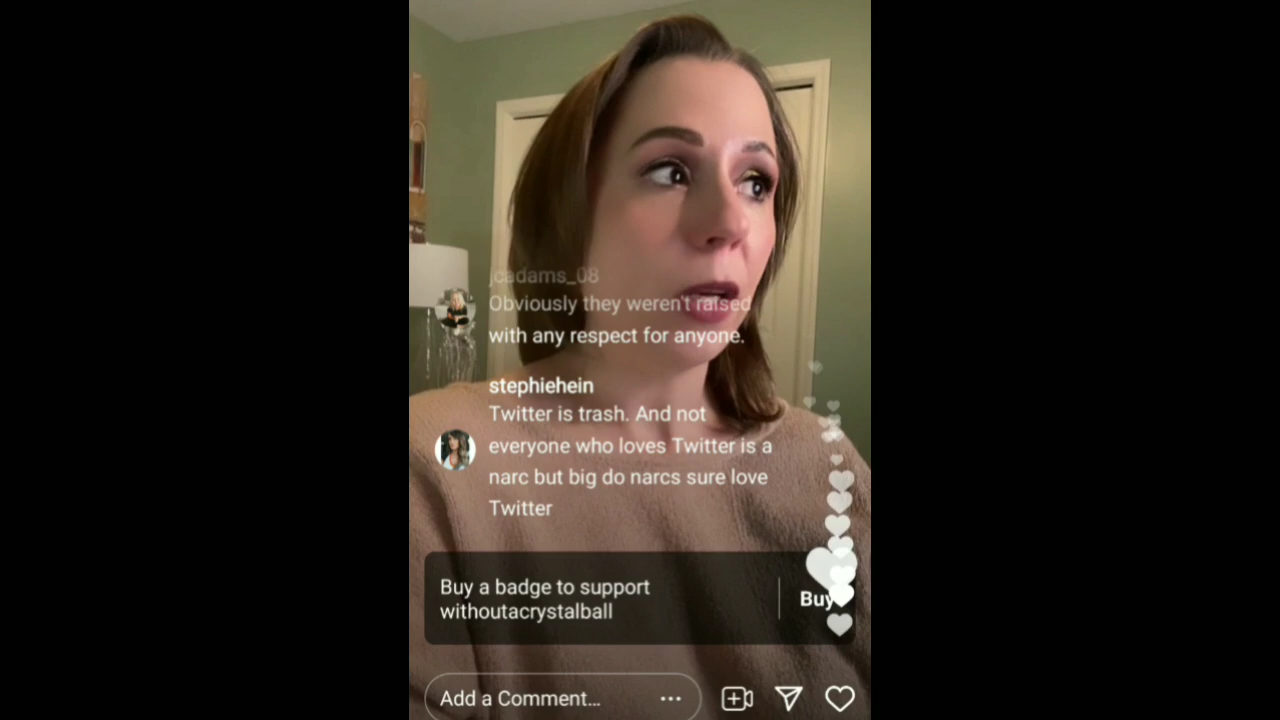 jcadams_08
Obviously they weren't raised
with any respect for anyone.
stephiehein
Twitter is trash. And not
everyone who loves Twitter is a
narc but big do narcs sure love
Twitter
Buy a badge to support
withoutacrystalball
Buy
Add a Comment...